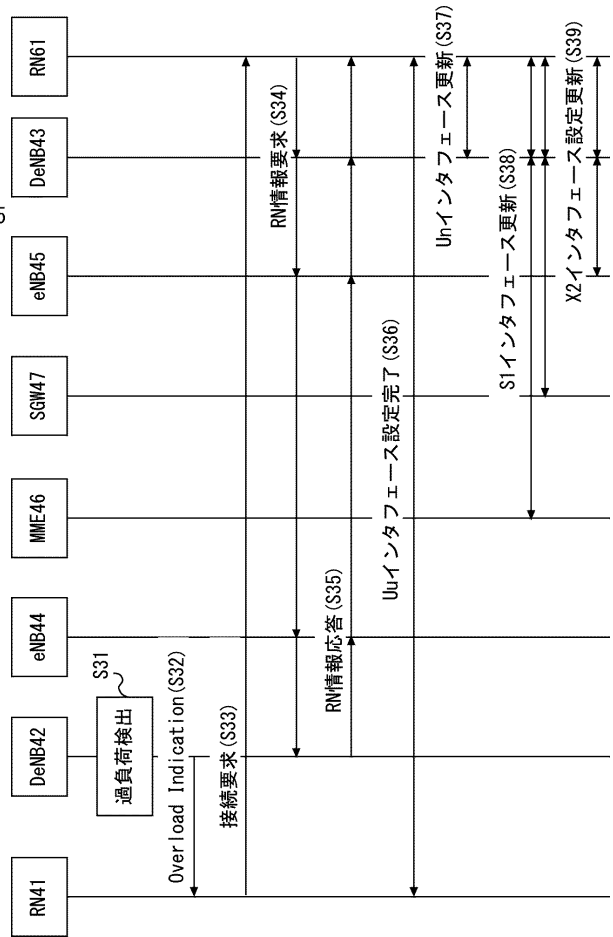 RN41
DeNB42
eNB44
MME46
SGW47
eNB45
DeNB43
RN61
過負荷検出
S31
Overload Indication(S32)
接続要求(S33)
RN情報要求(S34)
RN情報応答(S35)
Uuインタフェース設定完了(S36)
Unインタフェース更新(S37)
S1インタフェース更新(S38)
X2インタフェース設定更新(S39)